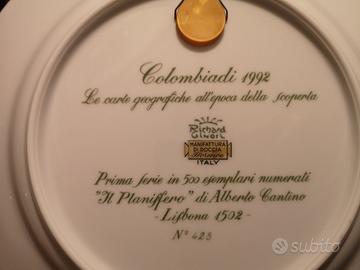 Colombiadi 1992
Le carte geografiche all'epoca della scoperta
Richard
Ginori
MANIFATTURA
DI DOCCIA
ITALY
Prima serie in 500 esemplari numerati
"Il Planisfero" di Alberto Cantino
- Lisbona 1502 -
N° 423
subito